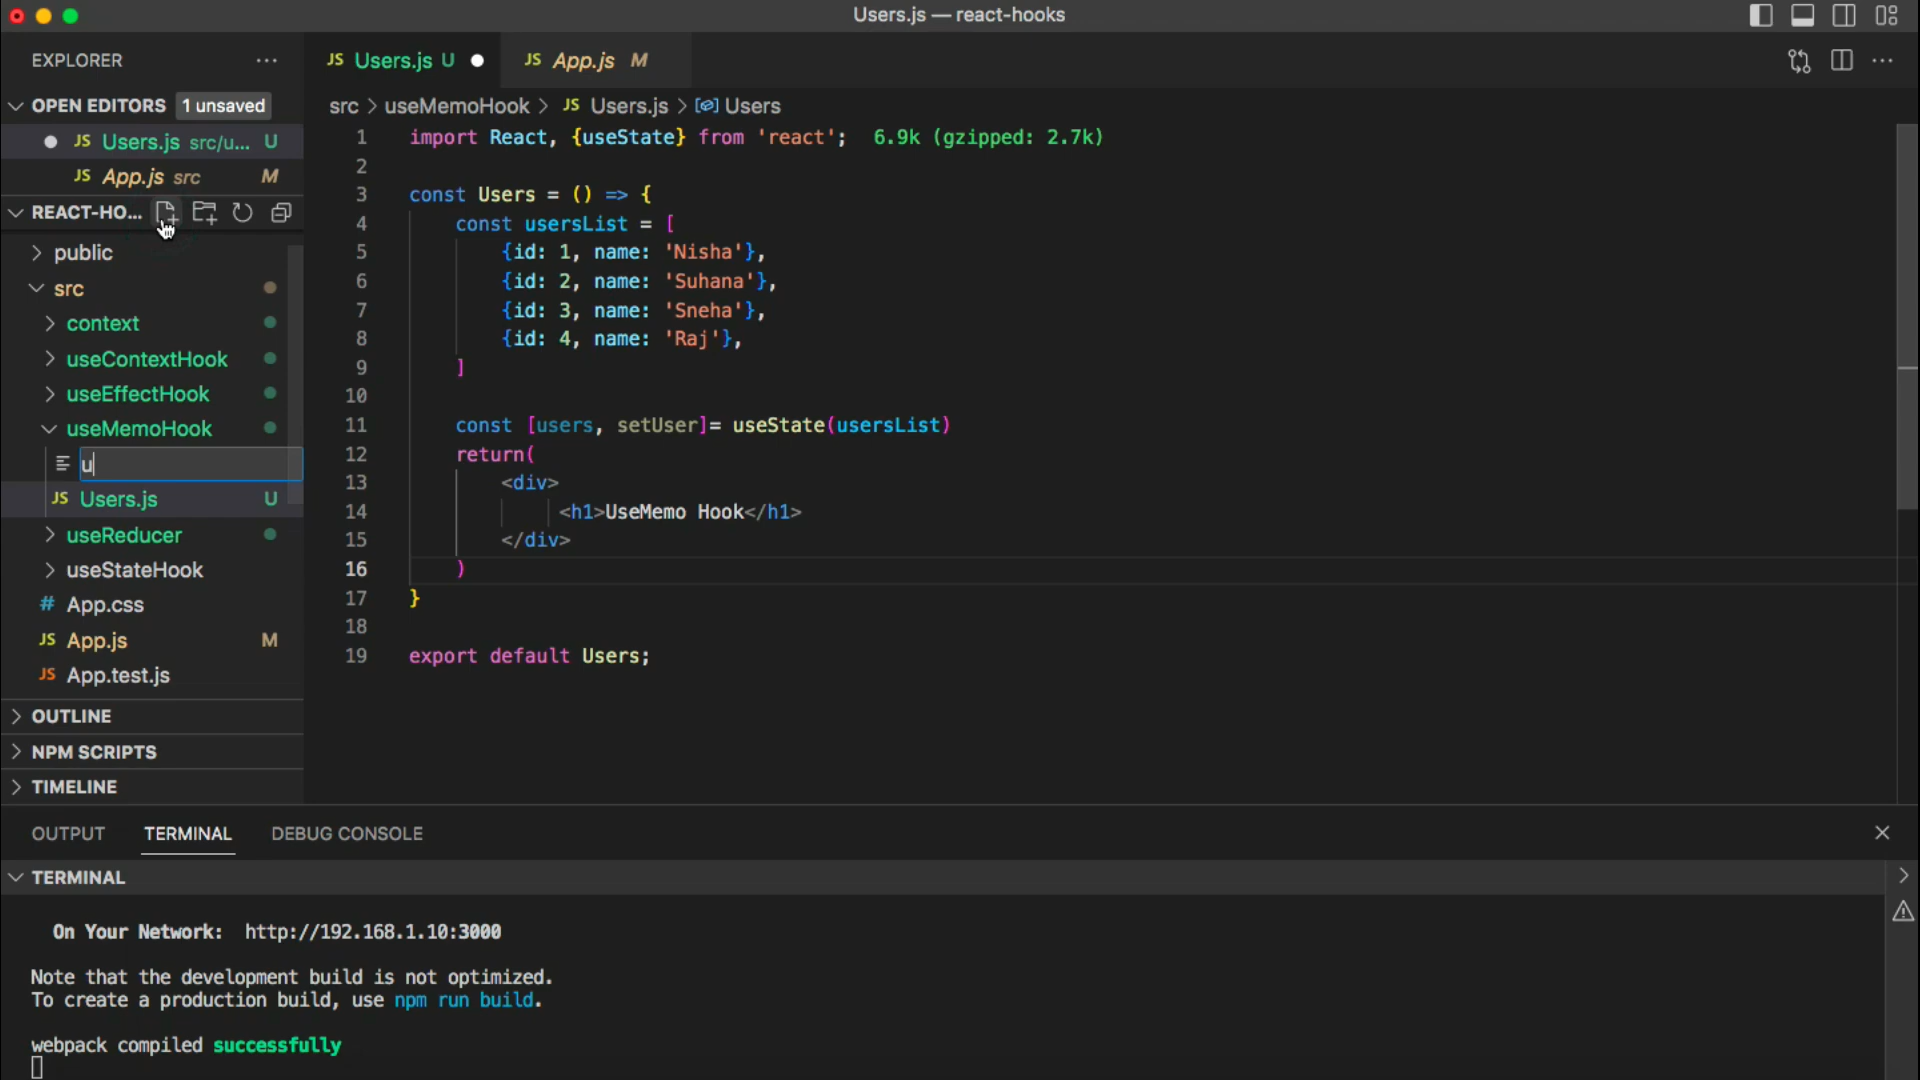 Users.js — react-hooks
EXPLORER
JS Users.js U
JS App.js M
OPEN EDITORS 1 unsaved
JS Users.js src/u... U
JS App.js src M
REACT-HO...
public
src
context
useContextHook
useEffectHook
useMemoHook
u
JS Users.js U
useReducer
useStateHook
# App.css
JS App.js M
JS App.test.js
OUTLINE
NPM SCRIPTS
TIMELINE
src > useMemoHook > JS Users.js > Users
1 import React, {useState} from 'react'; 6.9k (gzipped: 2.7k)
2
3 const Users = () => {
4 const usersList = [
5 {id: 1, name: 'Nisha'},
6 {id: 2, name: 'Suhana'},
7 {id: 3, name: 'Sneha'},
8 {id: 4, name: 'Raj'},
9 ]
10
11 const [users, setUser]= useState(usersList)
12 return(
13 <div>
14 <h1>UseMemo Hook</h1>
15 </div>
16 )
17 }
18
19 export default Users;
OUTPUT TERMINAL DEBUG CONSOLE
TERMINAL
On Your Network: http://192.168.1.10:3000
Note that the development build is not optimized.
To create a production build, use npm run build.
webpack compiled successfully